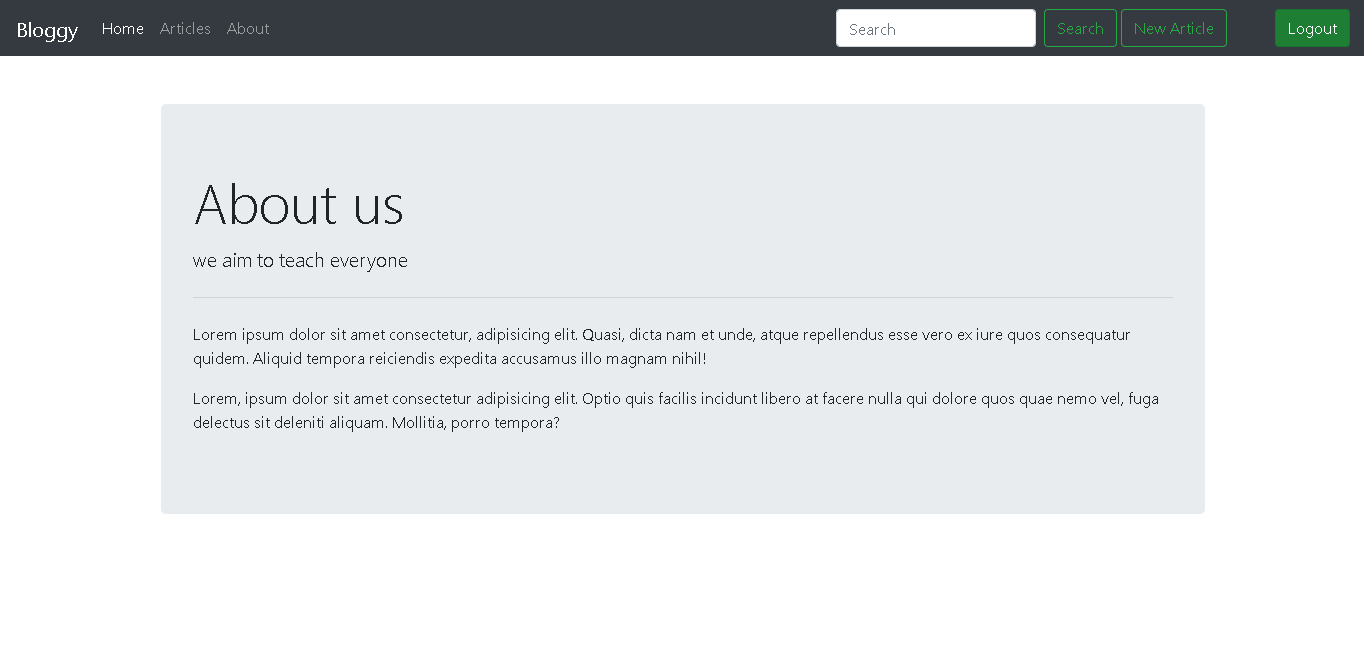 Bloggy Home Articles About Search Search New Article Logout
About us
we aim to teach everyone
Lorem ipsum dolor sit amet consectetur, adipisicing elit. Quasi, dicta nam et unde, atque repellendus esse vero ex iure quos consequatur
quidem. Aliquid tempora reiciendis expedita accusamus illo magnam nihil!
Lorem, ipsum dolor sit amet consectetur adipisicing elit. Optio quis facilis incidunt libero at facere nulla qui dolore quos quae nemo vel, fuga
delectus sit deleniti aliquam. Mollitia, porro tempora?